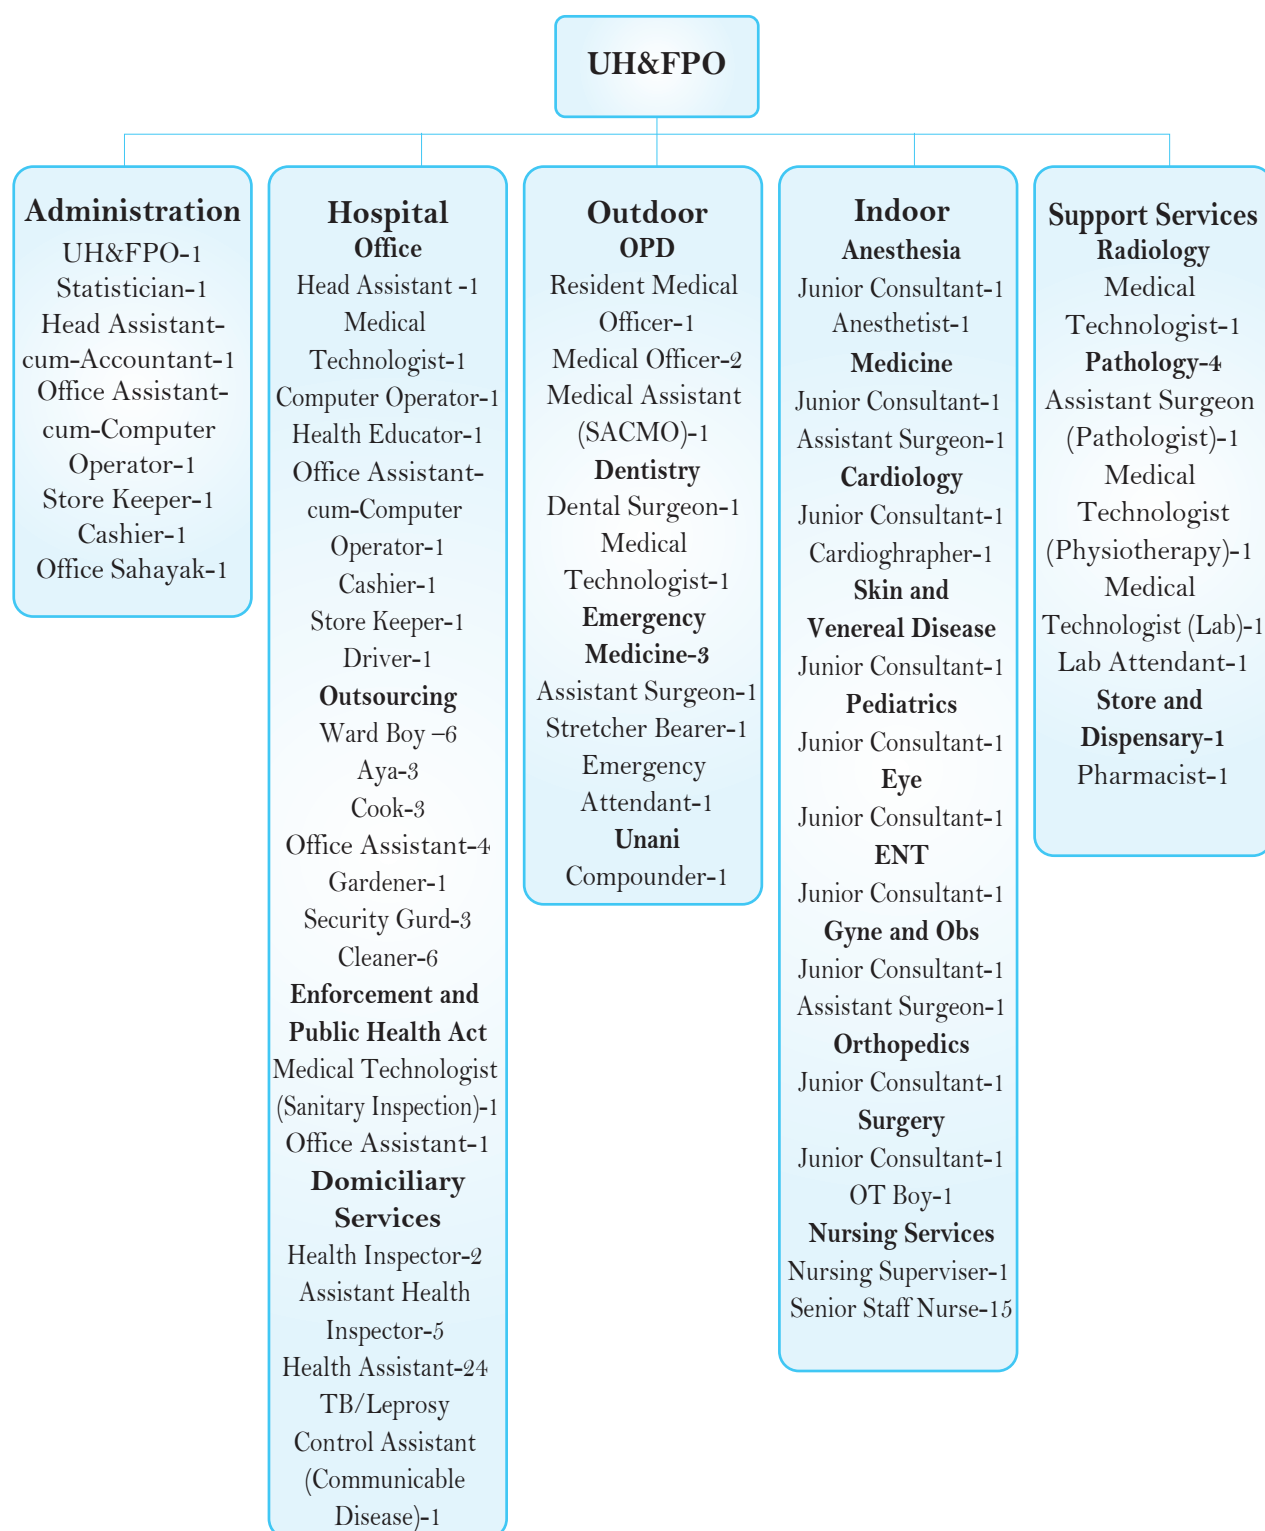 UH&FPO
Administration
UH&FPO-1
Statistician-1
Head Assistant-
cum-Accountant-1
Office Assistant-
cum-Computer
Operator-1
Store Keeper-1
Cashier-1
Office Sahayak-1
Hospital
Office
Head Assistant -1
Medical
Technologist-1
Computer Operator-1
Health Educator-1
Office Assistant-
cum-Computer
Operator-1
Cashier-1
Store Keeper-1
Driver-1
Outsourcing
Ward Boy –6
Aya-3
Cook-3
Office Assistant-4
Gardener-1
Security Gurd-3
Cleaner-6
Enforcement and
Public Health Act
Medical Technologist
(Sanitary Inspection)-1
Office Assistant-1
Domiciliary
Services
Health Inspector-2
Assistant Health
Inspector-5
Health Assistant-24
TB/Leprosy
Control Assistant
(Communicable
Disease)-1
Outdoor
OPD
Resident Medical
Officer-1
Medical Officer-2
Medical Assistant
(SACMO)-1
Dentistry
Dental Surgeon-1
Medical
Technologist-1
Emergency
Medicine-3
Assistant Surgeon-1
Stretcher Bearer-1
Emergency
Attendant-1
Unani
Compounder-1
Indoor
Anesthesia
Junior Consultant-1
Anesthetist-1
Medicine
Junior Consultant-1
Assistant Surgeon-1
Cardiology
Junior Consultant-1
Cardioghrapher-1
Skin and
Venereal Disease
Junior Consultant-1
Pediatrics
Junior Consultant-1
Eye
Junior Consultant-1
ENT
Junior Consultant-1
Gyne and Obs
Junior Consultant-1
Assistant Surgeon-1
Orthopedics
Junior Consultant-1
Surgery
Junior Consultant-1
OT Boy-1
Nursing Services
Nursing Superviser-1
Senior Staff Nurse-15
Support Services
Radiology
Medical
Technologist-1
Pathology-4
Assistant Surgeon
(Pathologist)-1
Medical
Technologist
(Physiotherapy)-1
Medical
Technologist (Lab)-1
Lab Attendant-1
Store and
Dispensary-1
Pharmacist-1